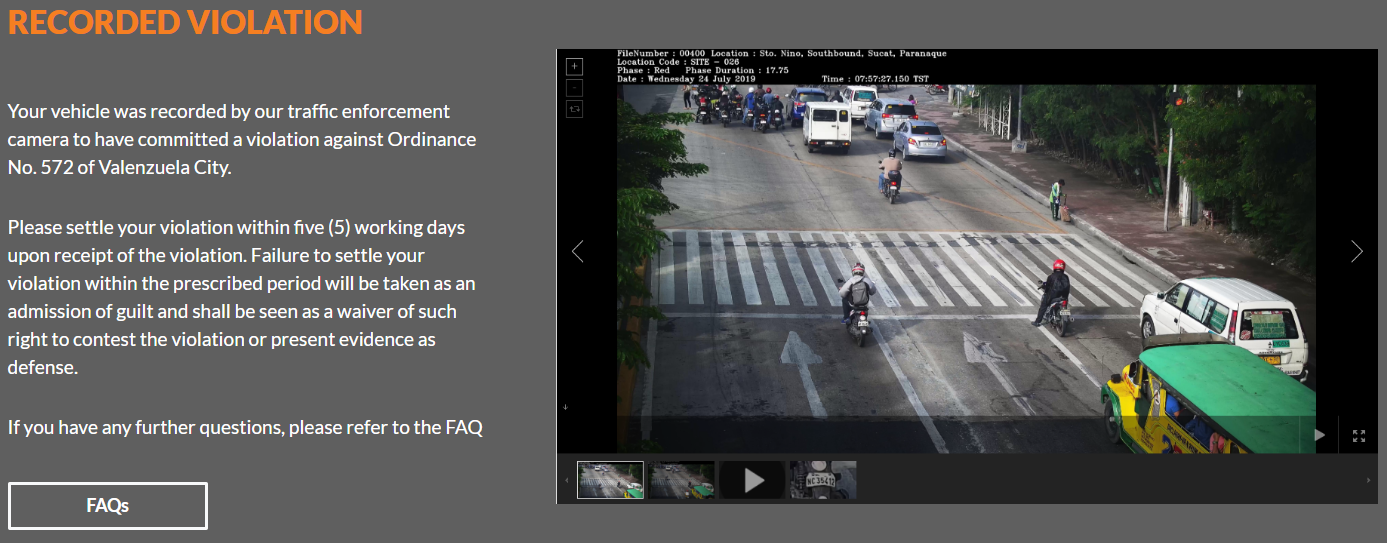 RECORDED VIOLATION
Your vehicle was recorded by our traffic enforcement
camera to have committed a violation against Ordinance
No. 572 of Valenzuela City.
Please settle your violation within five (5) working days
upon receipt of the violation. Failure to settle your
violation within the prescribed period will be taken as an
admission of guilt and shall be seen as a waiver of such
right to contest the violation or present evidence as
defense.
If you have any further questions, please refer to the FAQ
FAQs
FileNumber : 00400 Location : Sto. Nino, Southbound, Sucat, Paranaque
Location Code : SITE - 026
Phase : Red Phase Duration : 17.75
Date : Wednesday 24 July 2019 Time : 07:57:27.150 TST